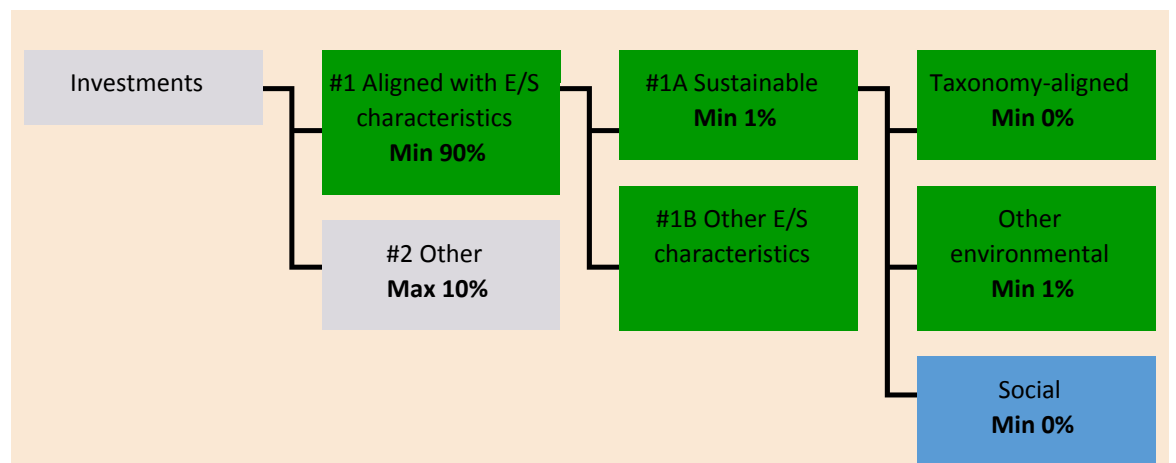 Investments
#1 Aligned with E/S
characteristics
Min 90%
#2 Other
Max 10%
#1A Sustainable
Min 1%
#1B Other E/S
characteristics
Taxonomy-aligned
Min 0%
Other
environmental
Min 1%
Social
Min 0%